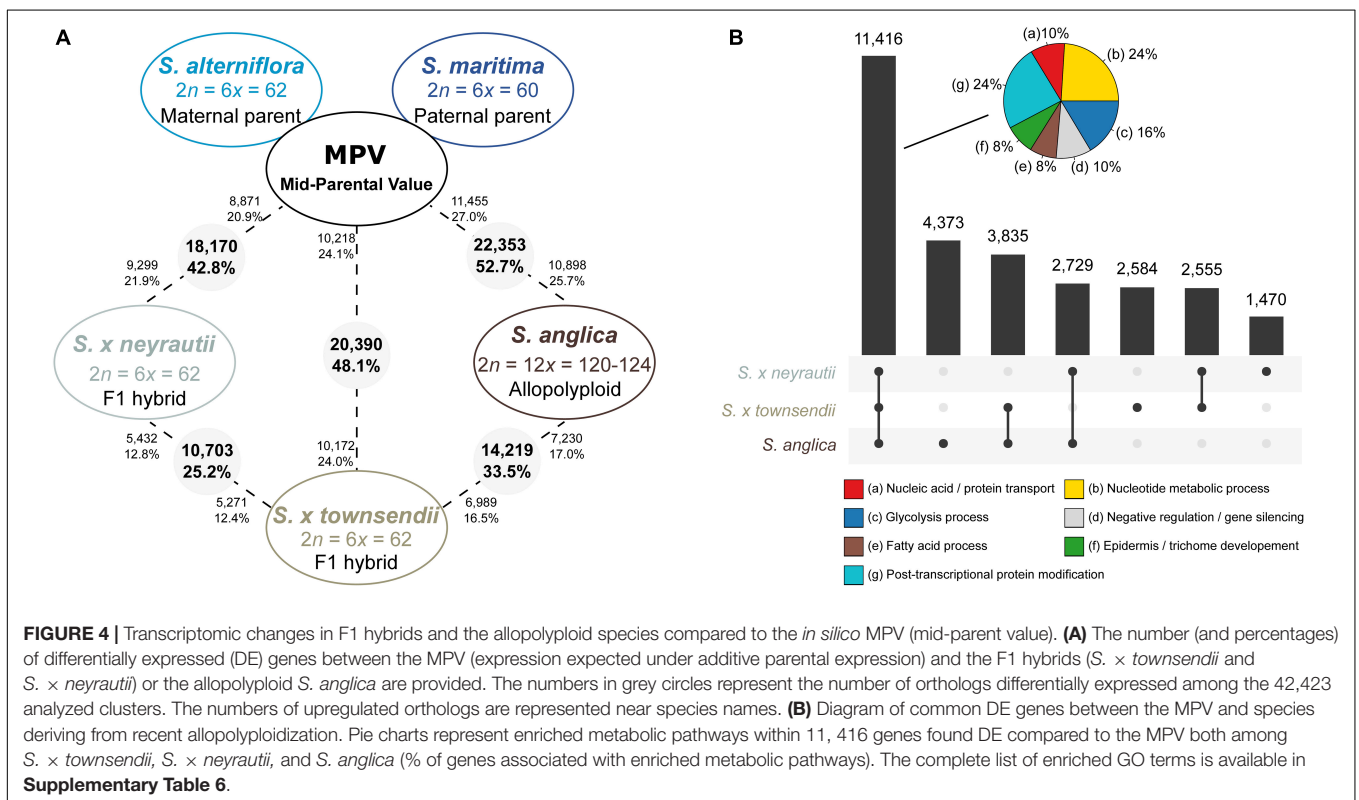 A
S. alterniflora
2n = 6x = 62
Maternal parent
S. maritima
2n = 6x = 60
Paternal parent
MPV
Mid-Parental Value
8,871
20.9%
18,170
42.8%
9,299
21.9%
10,218
24.1%
20,390
48.1%
10,172
24.0%
11,455
27.0%
22,353
52.7%
10,898
25.7%
S. x neyrautii
2n = 6x = 62
F1 hybrid
S. anglica
2n = 12x = 120-124
Allopolyploid
5,432
12.8%
10,703
25.2%
5,271
12.4%
7,230
17.0%
14,219
33.5%
6,989
16.5%
S. x townsendii
2n = 6x = 62
F1 hybrid
B
11,416
4,373
3,835
2,729
2,584
2,555
1,470
(a)10%
(b) 24%
(c) 16%
(d) 10%
(e) 8%
(f) 8%
(g) 24%
S. x neyrautii
S. x townsendii
S. anglica
(a) Nucleic acid / protein transport
(b) Nucleotide metabolic process
(c) Glycolysis process
(d) Negative regulation / gene silencing
(e) Fatty acid process
(f) Epidermis / trichome developement
(g) Post-transcriptional protein modification
FIGURE 4 | Transcriptomic changes in F1 hybrids and the allopolyploid species compared to the in silico MPV (mid-parent value). (A) The number (and percentages)
of differentially expressed (DE) genes between the MPV (expression expected under additive parental expression) and the F1 hybrids (S. × townsendii and
S. × neyrautii) or the allopolyploid S. anglica are provided. The numbers in grey circles represent the number of orthologs differentially expressed among the 42,423
analyzed clusters. The numbers of upregulated orthologs are represented near species names. (B) Diagram of common DE genes between the MPV and species
deriving from recent allopolyploidization. Pie charts represent enriched metabolic pathways within 11, 416 genes found DE compared to the MPV both among
S. × townsendii, S. × neyrautii, and S. anglica (% of genes associated with enriched metabolic pathways). The complete list of enriched GO terms is available in
Supplementary Table 6.